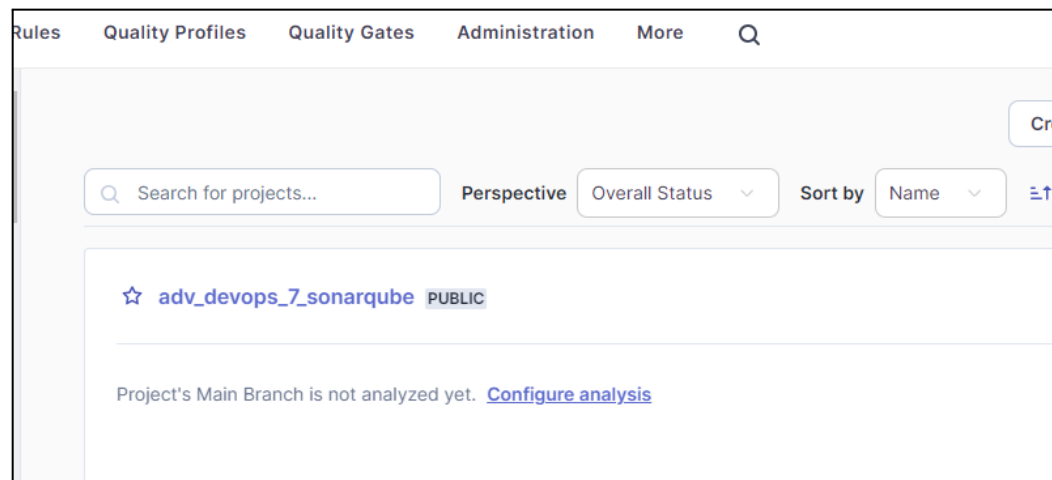 Rules Quality Profiles Quality Gates Administration More
Cr
Search for projects... Perspective Overall Status Sort by Name
adv_devops_7_sonarqube PUBLIC
Project's Main Branch is not analyzed yet. Configure analysis